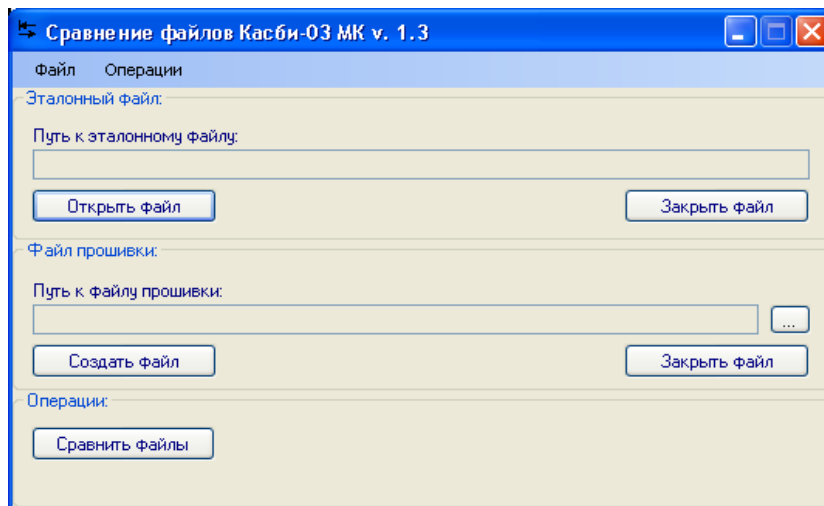 Сравнение файлов Касби-03 МК v. 1.3
Файл Операции
Эталонный файл:
Путь к эталонному файлу:
Открыть файл Закрыть файл
Файл прошивки:
Путь к файлу прошивки:
...
Создать файл Закрыть файл
Операции:
Сравнить файлы